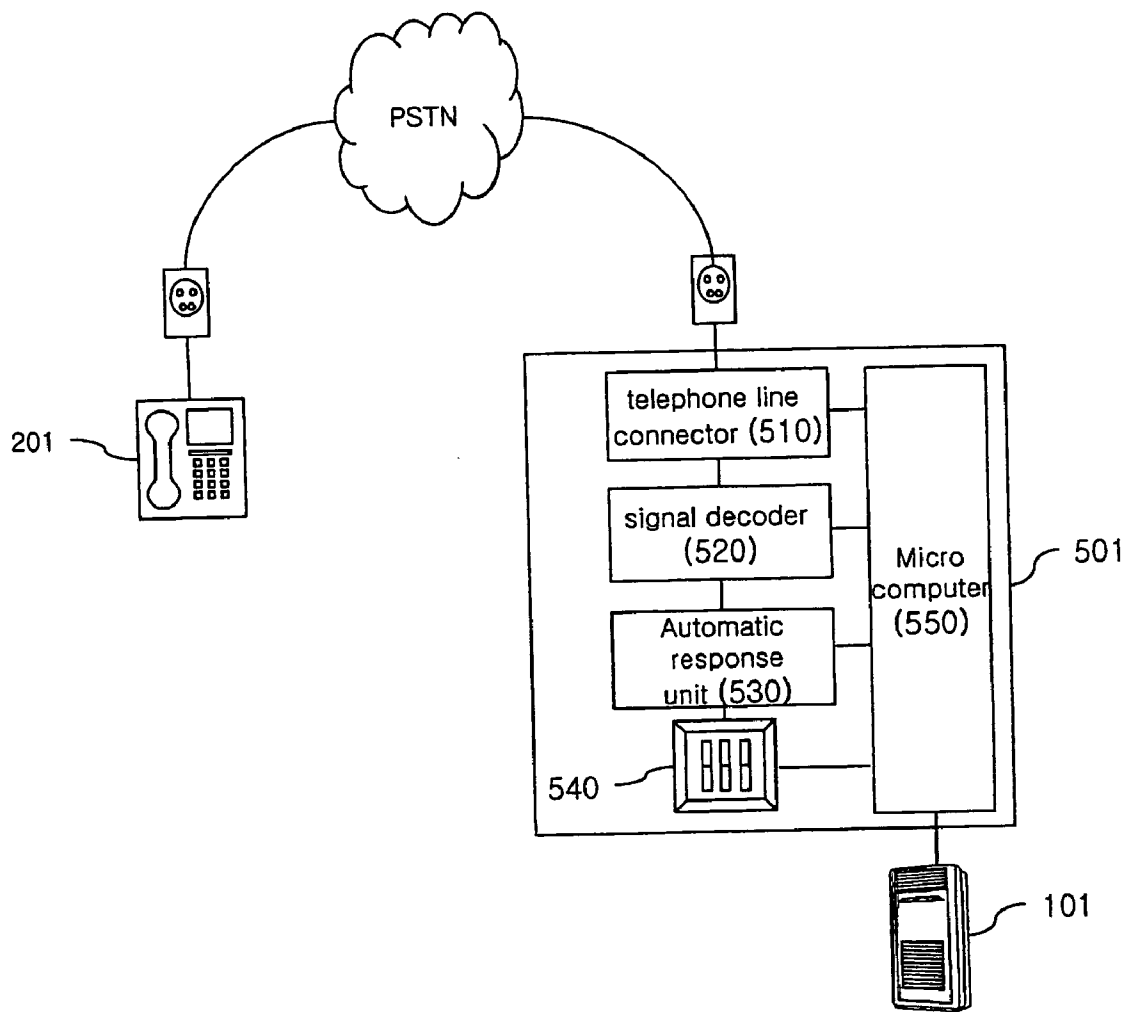 PSTN
201
telephone line
connector (510)
signal decoder
(520)
Automatic
response
unit (530)
540
Micro
computer
(550)
501
101